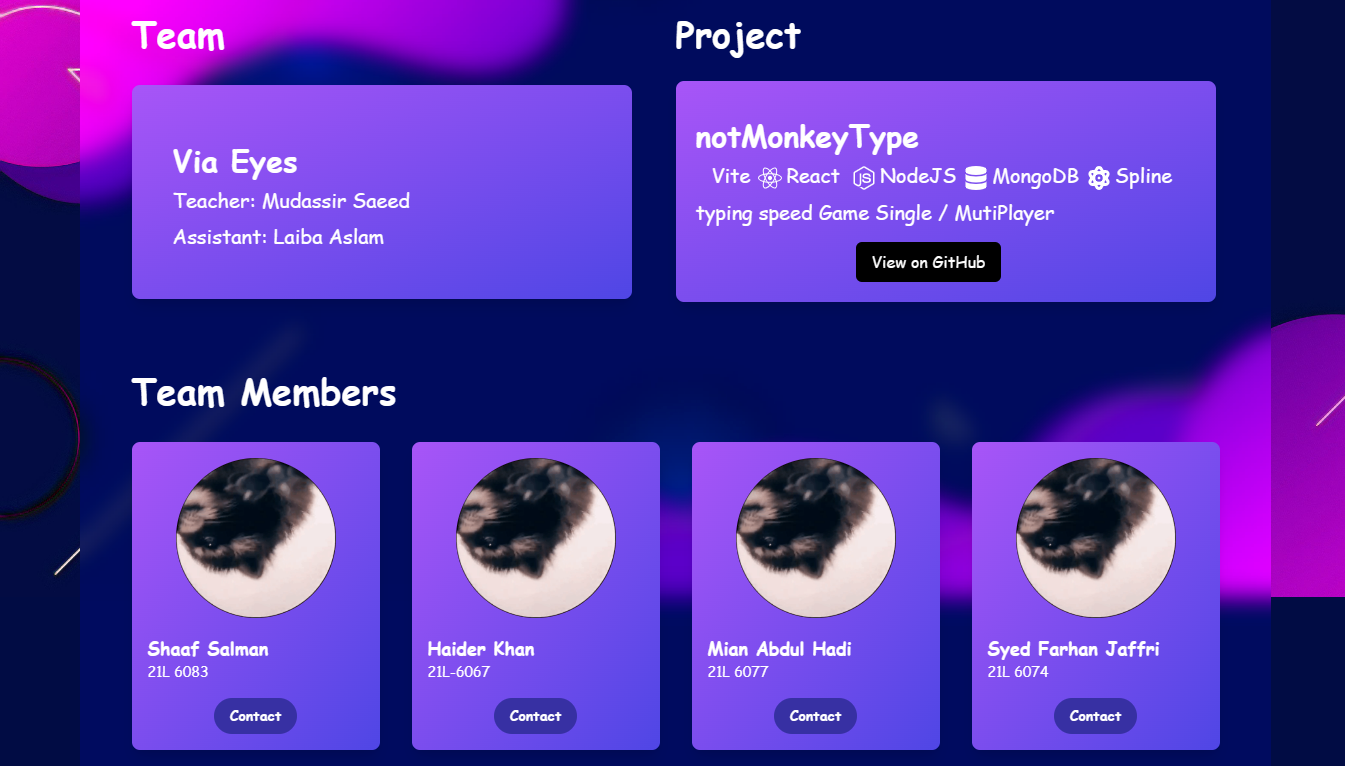 Team
Via Eyes
Teacher: Mudassir Saeed
Assistant: Laiba Aslam
Project
notMonkeyType
Vite React NodeJS MongoDB Spline
typing speed Game Single / MutiPlayer
View on GitHub
Team Members
Shaaf Salman
21L 6083
Contact
Haider Khan
21L-6067
Contact
Mian Abdul Hadi
21L 6077
Contact
Syed Farhan Jaffri
21L 6074
Contact